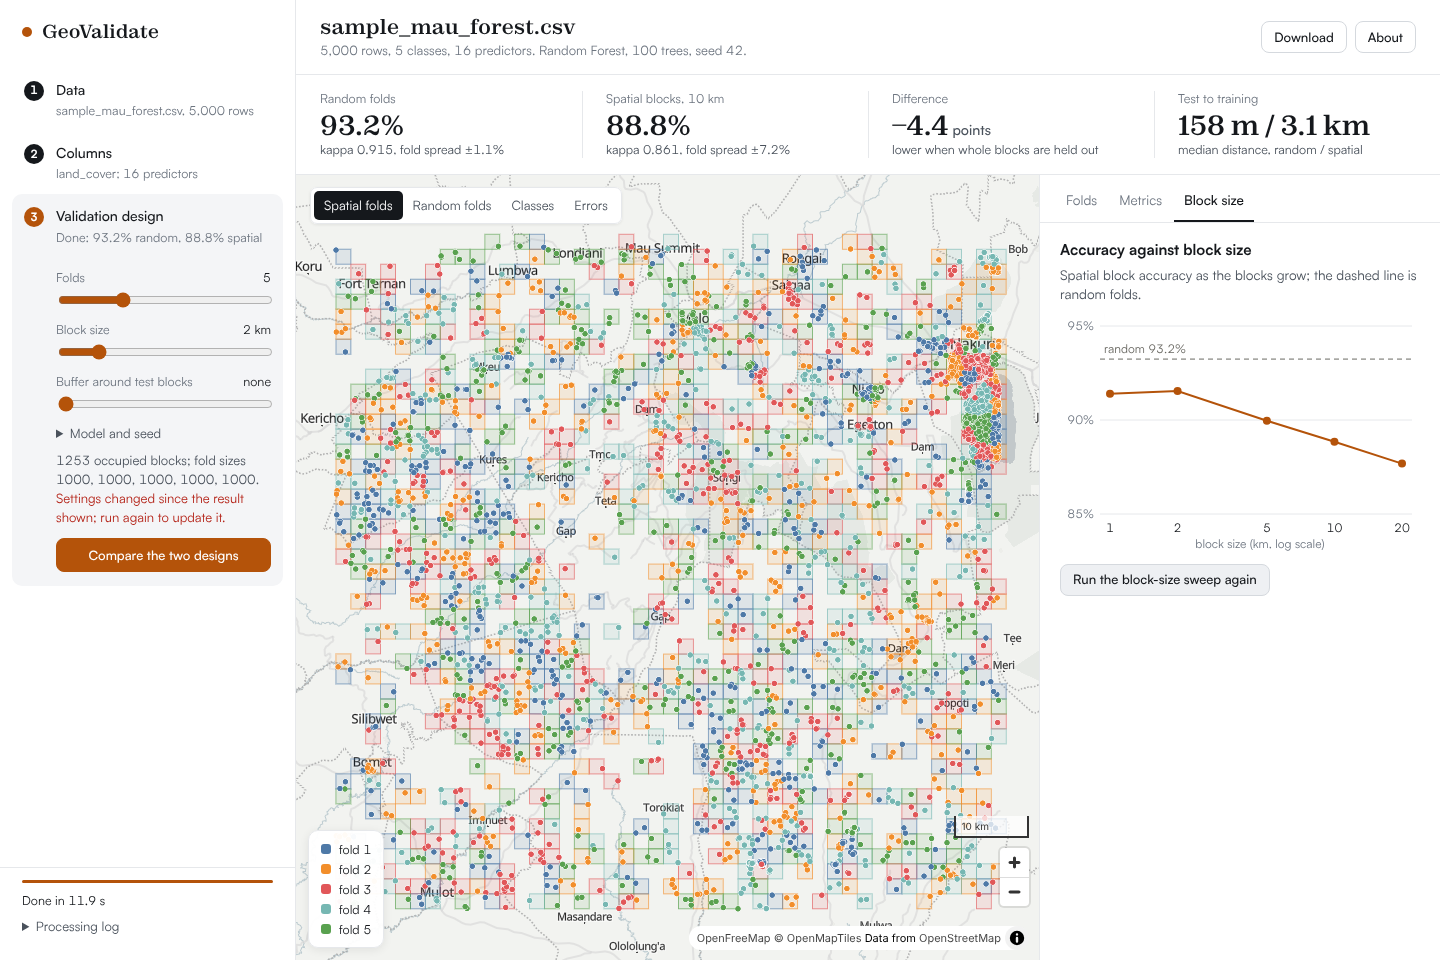 GeoValidate
1 Data
sample_mau_forest.csv, 5,000 rows
2 Columns
land_cover; 16 predictors
3 Validation design
Done: 93.2% random, 88.8% spatial
Folds 5
Block size 2 km
Buffer around test blocks none
Model and seed
1253 occupied blocks; fold sizes
1000, 1000, 1000, 1000, 1000.
Settings changed since the result
shown; run again to update it.
Compare the two designs
Done in 11.9 s
Processing log
sample_mau_forest.csv
5,000 rows, 5 classes, 16 predictors. Random Forest, 100 trees, seed 42.
Download
About
Random folds
93.2%
kappa 0.915, fold spread ±1.1%
Spatial blocks, 10 km
88.8%
kappa 0.861, fold spread ±7.2%
Difference
−4.4 points
lower when whole blocks are held out
Test to training
158 m / 3.1 km
median distance, random / spatial
Spatial folds
Random folds
Classes
Errors
Koru
Fort Ternan
Lumbwa
Londiani
Mau Summit
Bob
Kericho
Dam
Kures
Kericho
Tmc
Teta
Gap
Tee
Meri
Silibwet
Bomet
Torokiat
Mulot
Masandare
Ololulung'a
10 km
fold 1
fold 2
fold 3
fold 4
fold 5
OpenFreeMap © OpenMapTiles Data from OpenStreetMap
Folds
Metrics
Block size
Accuracy against block size
Spatial block accuracy as the blocks grow; the dashed line is
random folds.
95%
random 93.2%
90%
85%
1 2 5 10 20
block size (km, log scale)
Run the block-size sweep again